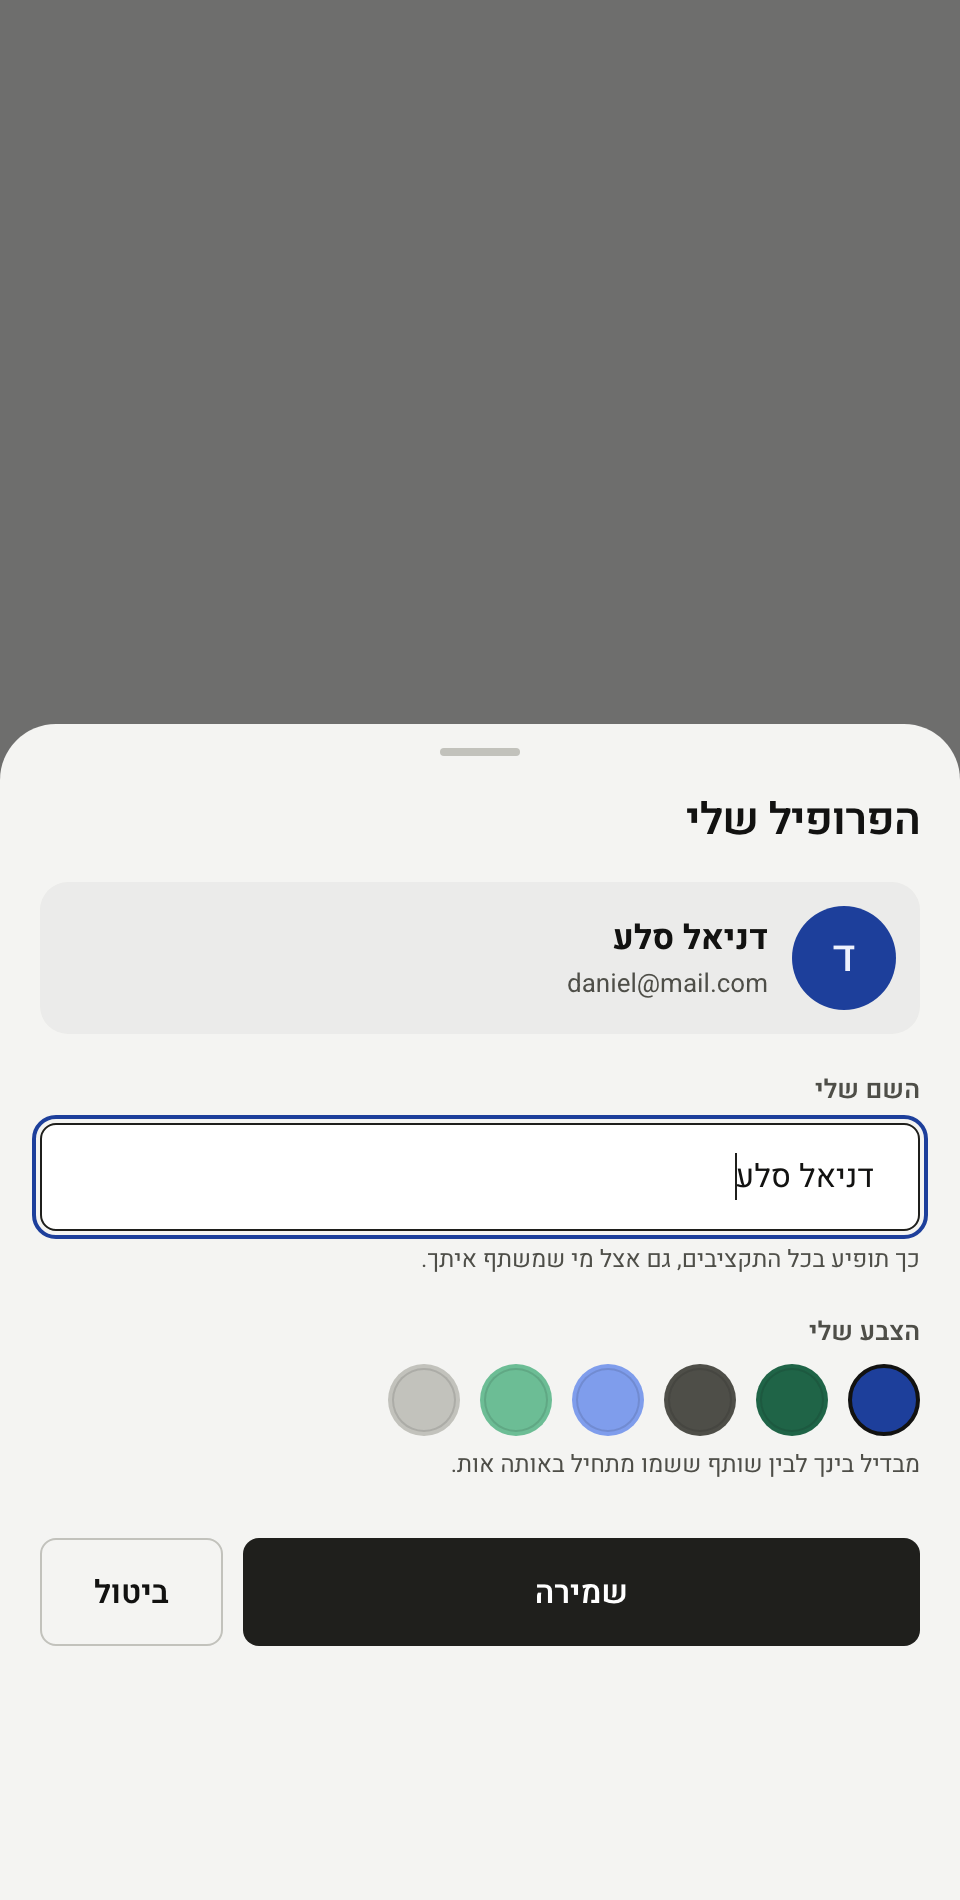 הפרופיל שלי
ד
דניאל סלע
daniel@mail.com
השם שלי
דניאל סלע
כך תופיע בכל התקציבים, גם אצל מי שמשתף איתך.
הצבע שלי
מבדיל בינך לבין שותף ששמו מתחיל באותה אות.
שמירה
ביטול